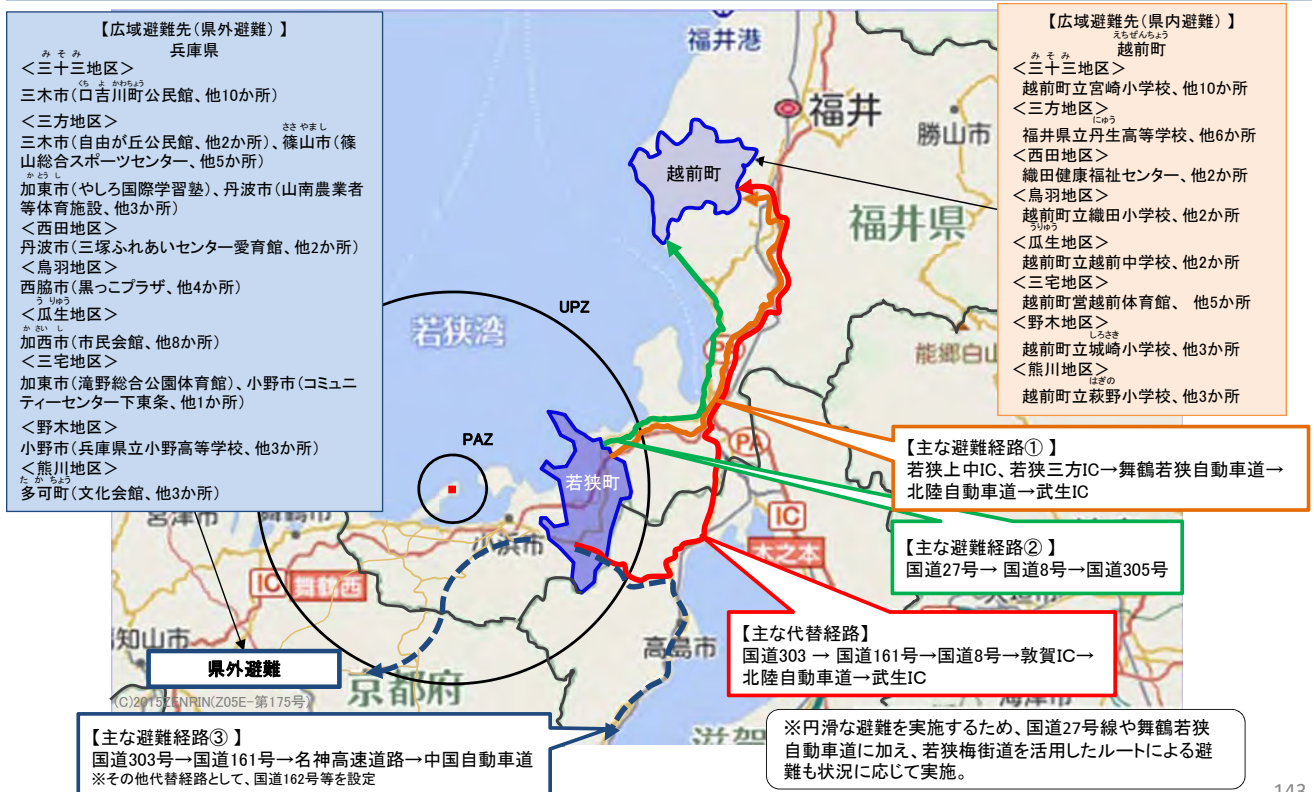 【広域避難先(県外避難) 】
兵庫県
みそみ
<三十三地区>
くちよかわちょう
三木市(口吉川町公民館、他10か所)
<三方地区>
ささやまし
三木市(自由が丘公民館、他2か所)、篠山市(篠
山総合スポーツセンター、他5か所)
かとうし
加東市(やしろ国際学習塾)、丹波市(山南農業者
等体育施設、他3か所)
<西田地区>
丹波市(三塚ふれあいセンター愛育館、他2か所)
<鳥羽地区>
西脇市(黒っこプラザ、他4か所)
うりゅう
<瓜生地区>
かさいし
加西市(市民会館、他8か所)
<三宅地区>
加東市(滝野総合公園体育館)、小野市(コミュニ
ティーセンター下東条、他1か所)
<野木地区>
小野市(兵庫県立小野高等学校、他3か所)
<熊川地区>
たかちょう
多可町(文化会館、他3か所)
【広域避難先(県内避難) 】
えちぜんちょう
越前町
みそみ
<三十三地区>
越前町立宮崎小学校、他10か所
<三方地区>
にゅう
福井県立丹生高等学校、他6か所
<西田地区>
織田健康福祉センター、他2か所
<鳥羽地区>
越前町立織田小学校、他2か所
うりゅう
<瓜生地区>
越前町立越前中学校、他2か所
<三宅地区>
越前町営越前体育館、 他5か所
<野木地区>
しろさき
越前町立城崎小学校、他3か所
<熊川地区>
はぎの
越前町立萩野小学校、他3か所
福井港
福井
勝山市
越前町
福井県
UPZ
若狭湾
PA
能郷白山
PAZ
PA
若狭町
宮津市
舞鶴市
小浜市
IC
木之本
IC 舞鶴西
知山市
高島市
県外避難
京都府
滋賀
(C)2015ZENRIN(Z05E-第175号)
【主な避難経路① 】
若狭上中IC、若狭三方IC→舞鶴若狭自動車道→
北陸自動車道→武生IC
【主な避難経路② 】
国道27号→ 国道8号→国道305号
【主な代替経路】
国道303 → 国道161号→国道8号→敦賀IC→
北陸自動車道→武生IC
【主な避難経路③ 】
国道303号→国道161号→名神高速道路→中国自動車道
※その他代替経路として、国道162号等を設定
※円滑な避難を実施するため、国道27号線や舞鶴若狭
自動車道に加え、若狭梅街道を活用したルートによる避
難も状況に応じて実施。
143